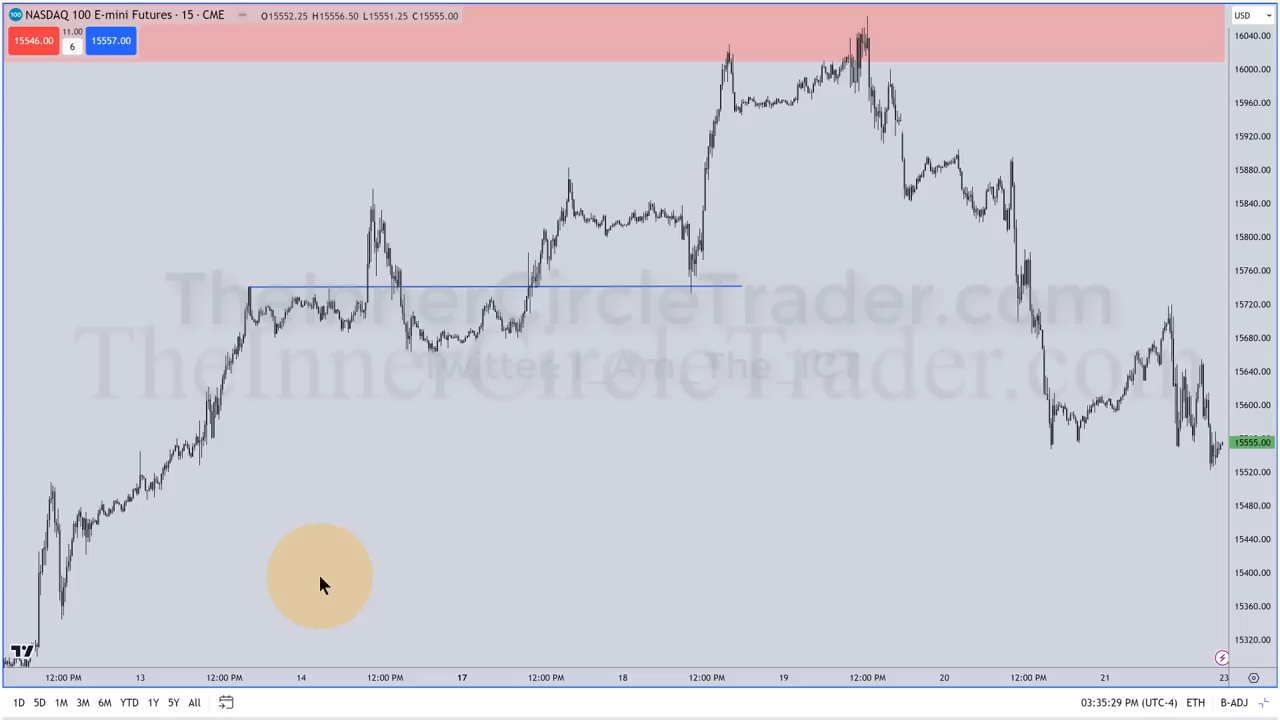 100 NASDAQ 100 E-mini Futures · 15 · CME O15552.25 H15556.50 L15551.25 C15555.00
USD
15546.00 11.00 6 15557.00
16040.00
16000.00
15960.00
15920.00
15880.00
15840.00
15800.00
15760.00
15720.00
15680.00
15640.00
15600.00
15555.00
15520.00
15480.00
15440.00
15400.00
15360.00
15320.00
TheInnerCircleTrader.com
TheInnerCircleTrader.com
Twitter: I_Am_The_ICT
12:00 PM 13 12:00 PM 14 12:00 PM 17 12:00 PM 18 12:00 PM 19 12:00 PM 20 12:00 PM 21 23
1D 5D 1M 3M 6M YTD 1Y 5Y All 03:35:29 PM (UTC-4) ETH B-ADJ